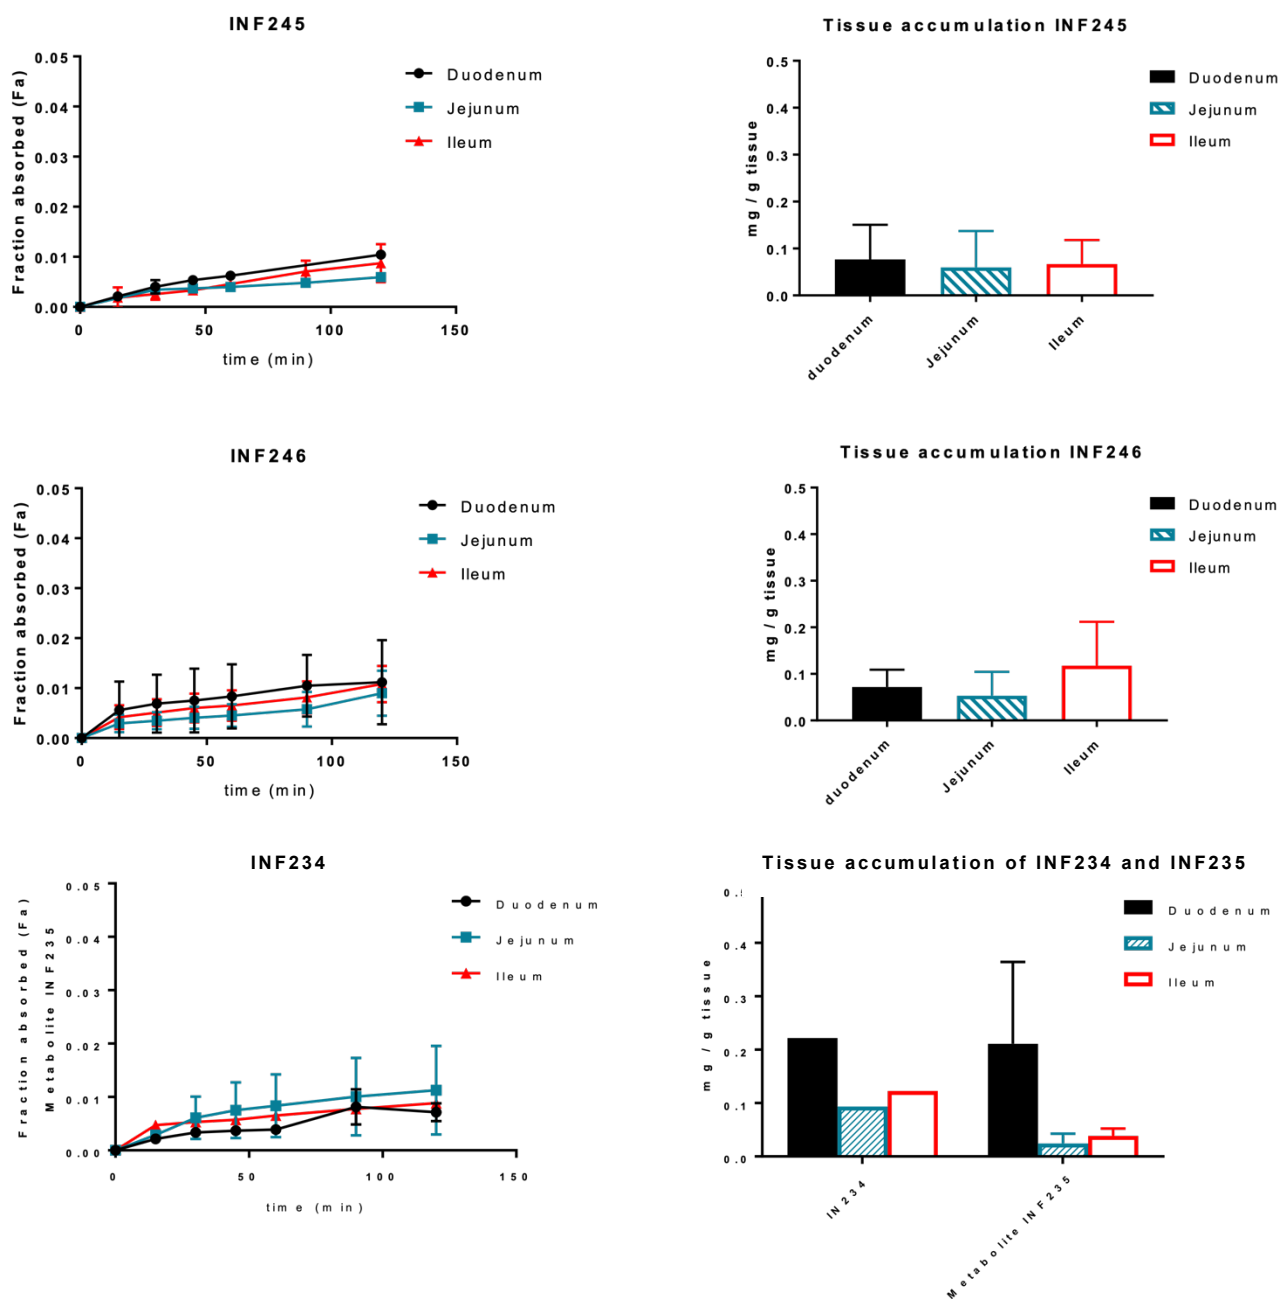 INF245
Fraction absorbed (Fa)
0.05
0.04
0.03
0.02
0.01
0.00
0
50
100
150
time (min)
Duodenum
Jejunum
Ileum
Tissue accumulation INF245
mg / g tissue
0.5
0.4
0.3
0.2
0.1
0.0
duodenum
Jejunum
Ileum
Duodenum
Jejunum
Ileum
INF246
Fraction absorbed (Fa)
0.05
0.04
0.03
0.02
0.01
0.00
0
50
100
150
time (min)
Duodenum
Jejunum
Ileum
Tissue accumulation INF246
mg / g tissue
0.5
0.4
0.3
0.2
0.1
0.0
duodenum
Jejunum
Ileum
Duodenum
Jejunum
Ileum
INF234
Fraction absorbed (Fa)
Metabolite INF235
0.05
0.04
0.03
0.02
0.01
0.00
0
50
100
150
time (min)
Duodenum
Jejunum
Ileum
Tissue accumulation of INF234 and INF235
mg / g tissue
0.4
0.3
0.2
0.1
0.0
IN234
Metabolite INF235
Duodenum
Jejunum
Ileum